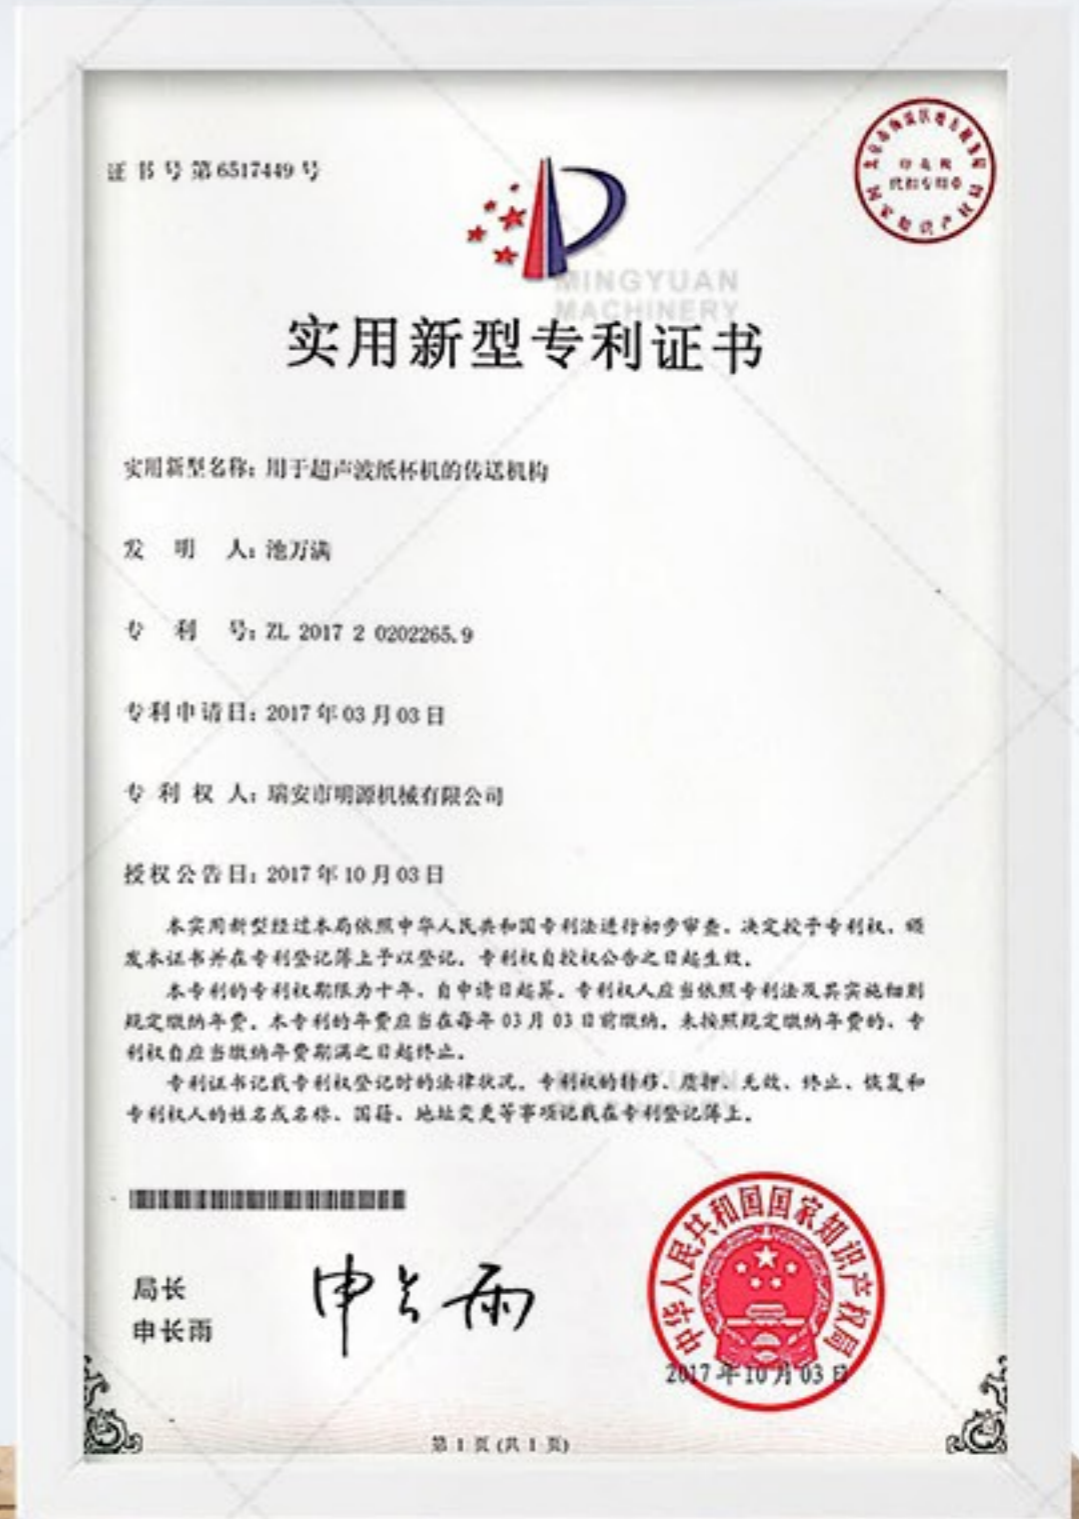 证书号第6517449号
MINGYUAN
MACHINERY
实用新型专利证书
实用新型名称：用于超声波纸杯机的传送机构
发明人：池万满
专利号：ZL 2017 2 0202265.9
专利申请日：2017年03月03日
专利权人：瑞安市明源机械有限公司
授权公告日：2017年10月03日
本实用新型经过本局依照中华人民共和国专利法进行初步审查，决定授予专利权，颁
发本证书并在专利登记簿上予以登记。专利权自授权公告之日起生效。
本专利的专利权期限为十年，自申请日起算。专利权人应当依照专利法及其实施细则
规定缴纳年费。本专利的年费应当在每年03月03日前缴纳。未按照规定缴纳年费的，专
利权自应当缴纳年费期满之日起终止。
专利证书记载专利权登记时的法律状况。专利权的转移、质押、无效、终止、恢复和
专利权人的姓名或名称、国籍、地址变更等事项记载在专利登记簿上。
局长
申长雨
申长雨
中华人民共和国国家知识产权局
2017年10月03日
第1页(共1页)